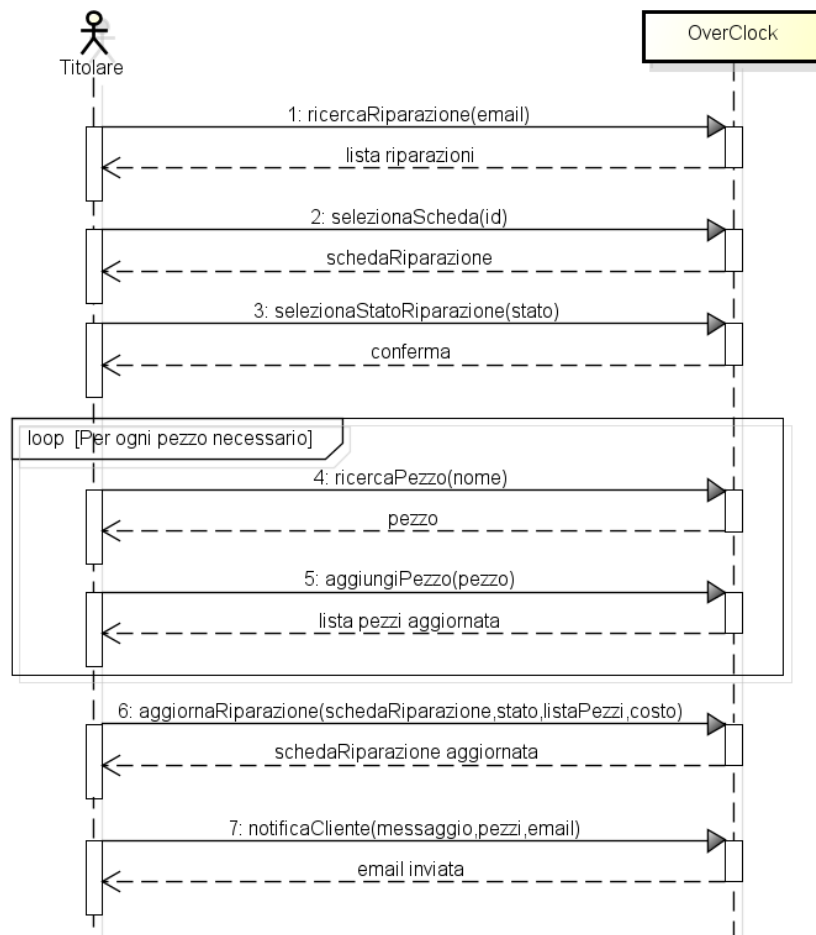 OverClock
Titolare
1: ricercaRiparazione(email)
lista riparazioni
2: selezionaScheda(id)
schedaRiparazione
3: selezionaStatoRiparazione(stato)
conferma
loop [Per ogni pezzo necessario]
4: ricercaPezzo(nome)
pezzo
5: aggiungiPezzo(pezzo)
lista pezzi aggiornata
6: aggiornaRiparazione(schedaRiparazione,stato,listaPezzi,costo)
schedaRiparazione aggiornata
7: notificaCliente(messaggio,pezzi,email)
email inviata